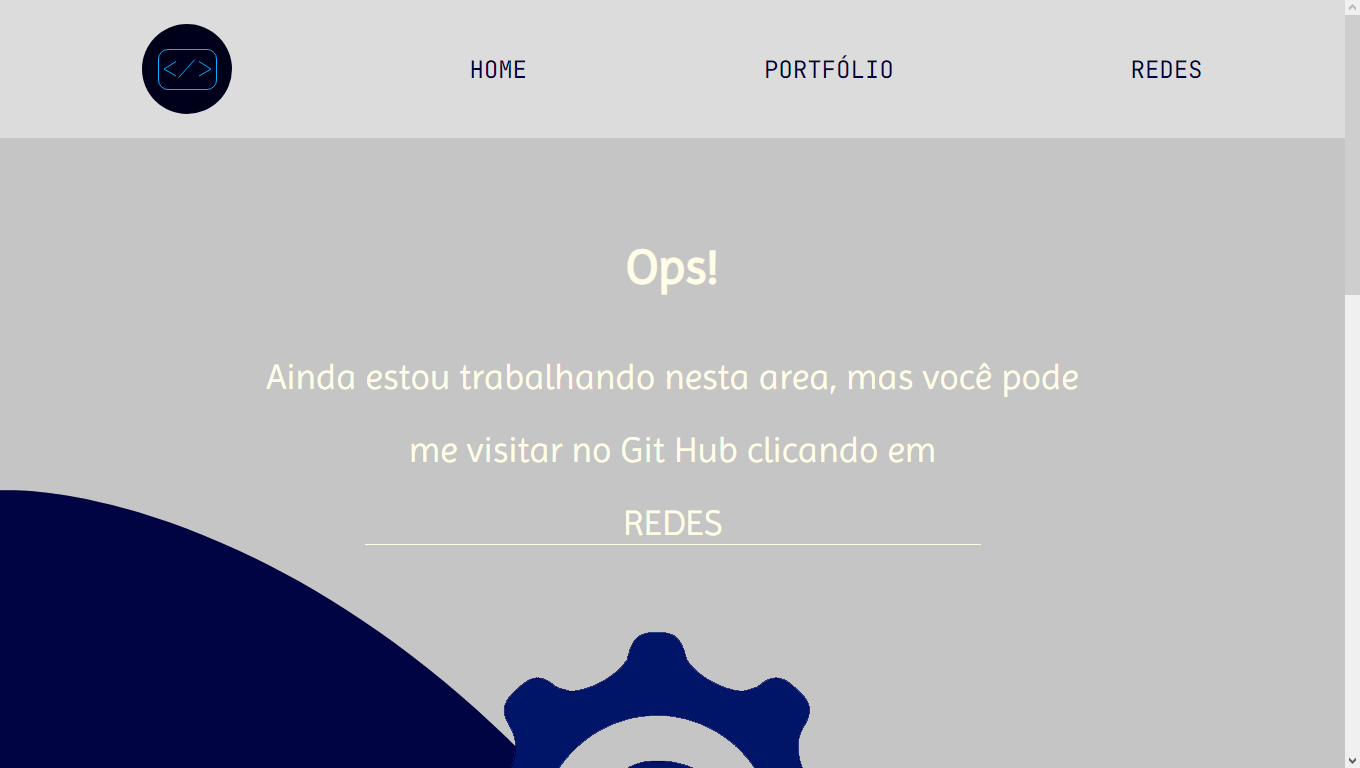 </>
HOME
PORTFÓLIO
REDES
Ops!
Ainda estou trabalhando nesta area, mas você pode
me visitar no Git Hub clicando em
REDES